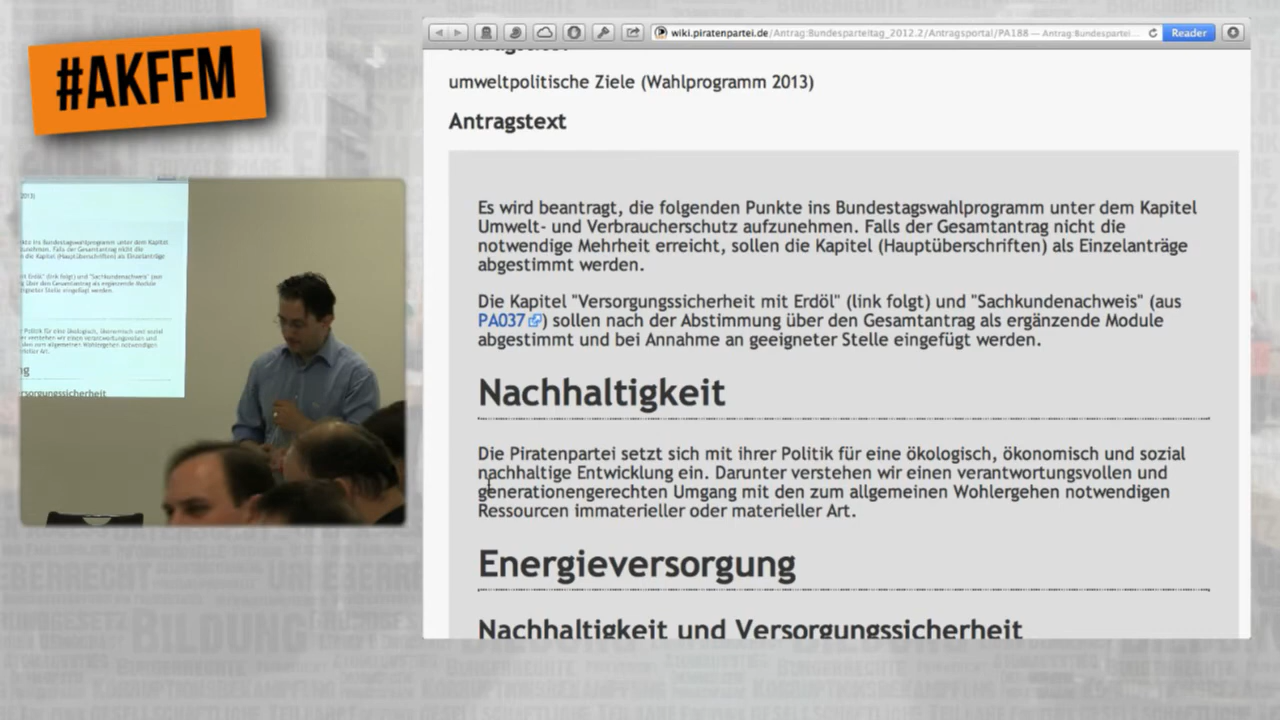 #AKFFM
wiki.piratenpartei.de/Antrag:Bundesparteitag_2012.2/Antragsportal/PA188 — Antrag:Bundespartei...
Reader
umweltpolitische Ziele (Wahlprogramm 2013)
Antragstext
Es wird beantragt, die folgenden Punkte ins Bundestagswahlprogramm unter dem Kapitel
Umwelt- und Verbraucherschutz aufzunehmen. Falls der Gesamtantrag nicht die
notwendige Mehrheit erreicht, sollen die Kapitel (Hauptüberschriften) als Einzelanträge
abgestimmt werden.
Die Kapitel "Versorgungssicherheit mit Erdöl" (link folgt) und "Sachkundenachweis" (aus
PA037) sollen nach der Abstimmung über den Gesamtantrag als ergänzende Module
abgestimmt und bei Annahme an geeigneter Stelle eingefügt werden.
Nachhaltigkeit
Die Piratenpartei setzt sich mit ihrer Politik für eine ökologisch, ökonomisch und sozial
nachhaltige Entwicklung ein. Darunter verstehen wir einen verantwortungsvollen und
generationengerechten Umgang mit den zum allgemeinen Wohlergehen notwendigen
Ressourcen immaterieller oder materieller Art.
Energieversorgung
Nachhaltigkeit und Versorgungssicherheit
BILDUNG